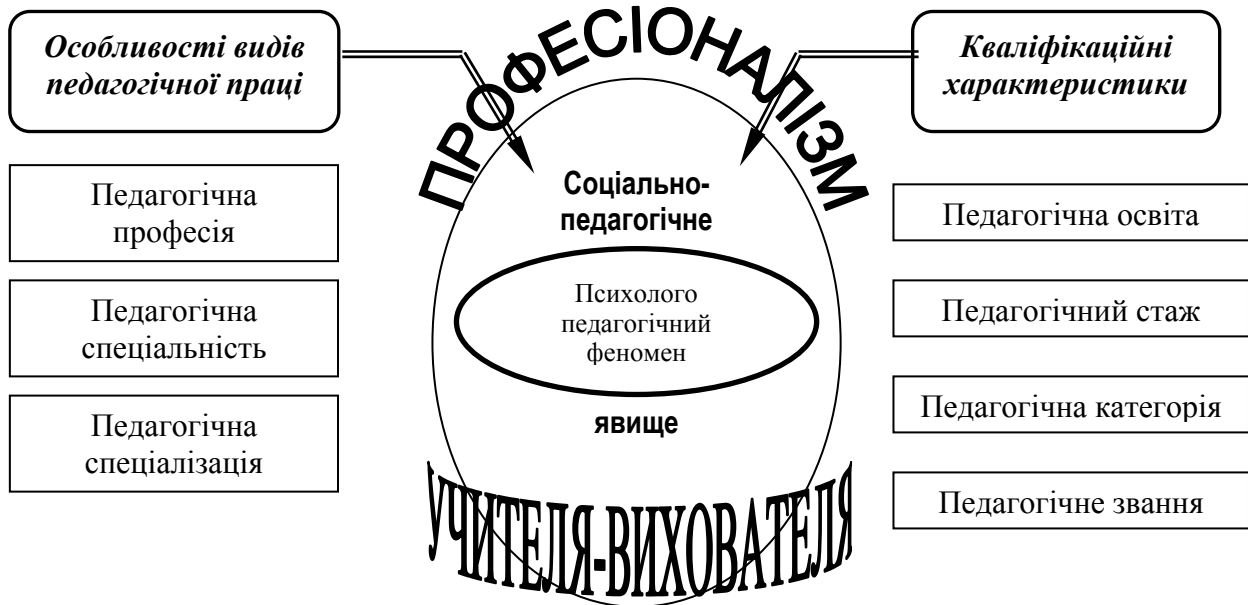 Особливості видів
педагогічної праці
ПРОФЕСІОНАЛІЗМ
Кваліфікаційні
характеристики
Педагогічна
професія
Педагогічна
спеціальність
Педагогічна
спеціалізація
Соціально-
педагогічне
Психолого
педагогічний
феномен
явище
УЧИТЕЛЯ-ВИХОВАТЕЛЯ
Педагогічна освіта
Педагогічний стаж
Педагогічна категорія
Педагогічне звання